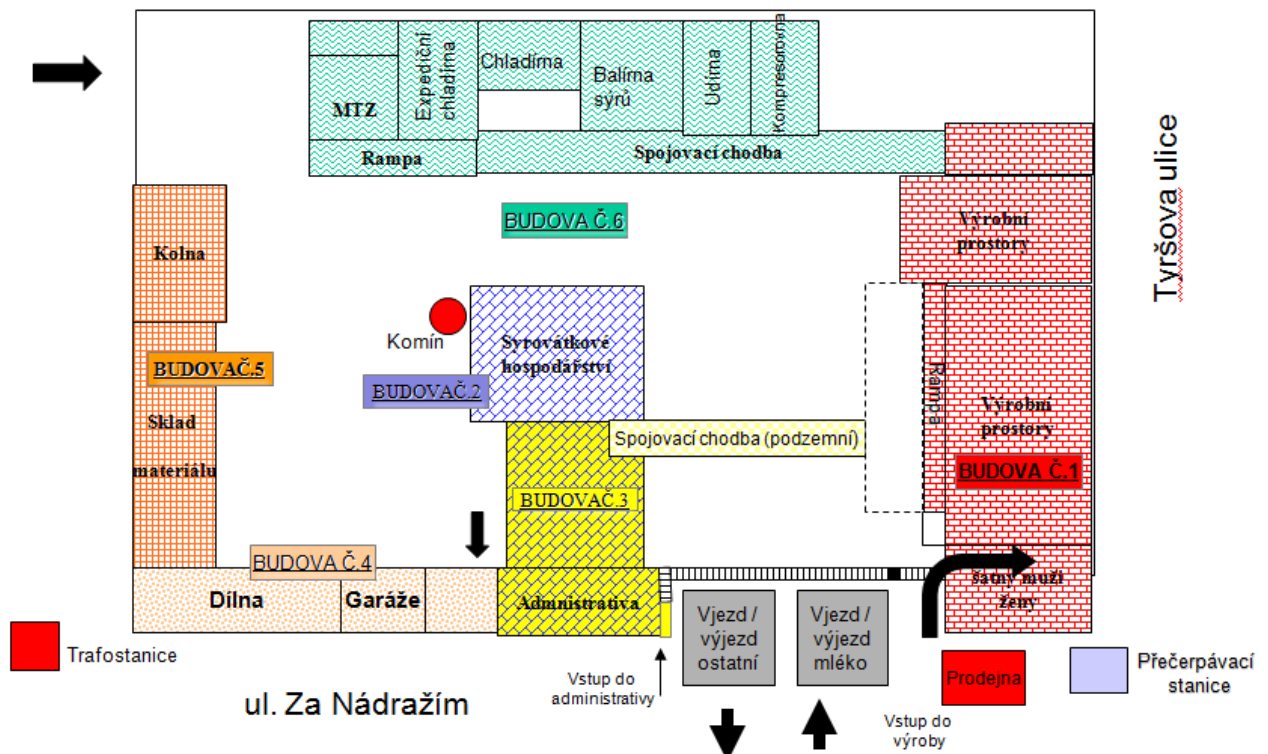 Chladírna
Expediční
chladírna
Balírna
sýrů
Udírna
Kompresorovna
MTZ
Rampa
Spojovací chodba
Tyršova ulice
BUDOVA Č.6
Výrobní
prostory
Kolna
Komín
Syrovátkové
hospodářství
BUDOVAČ.5
BUDOVAČ.2
Rampa
Výrobní
prostory
Sklad
materiálu
Spojovací chodba (podzemní)
BUDOVA Č.1
BUDOVAČ.3
BUDOVA Č.4
Dílna
Garáže
Admnistrativa
šatny muži
ženy
Vjezd /
výjezd
ostatní
Vjezd /
výjezd
mléko
Trafostanice
Vstup do
administrativy
Prodejna
Přečerpávací
stanice
ul. Za Nádražím
Vstup do
výroby